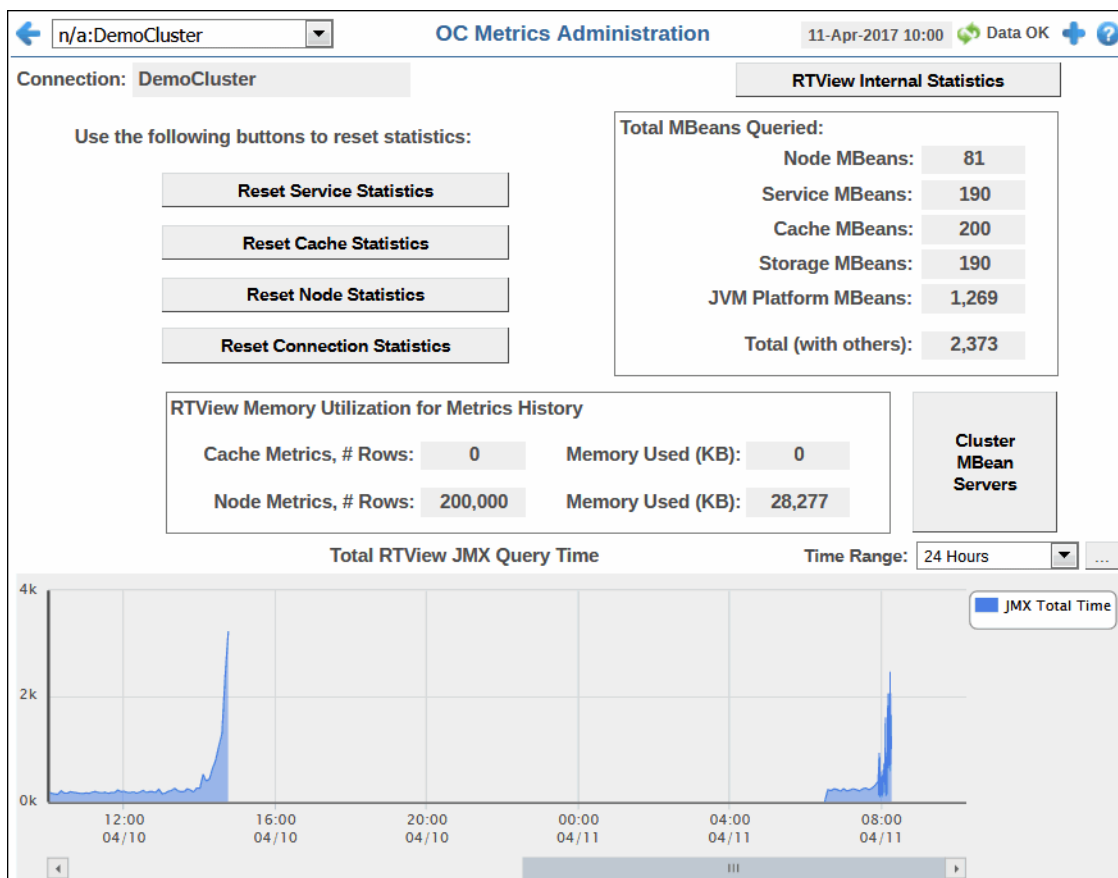 n/a:DemoCluster
OC Metrics Administration
11-Apr-2017 10:00
Data OK
?
Connection: DemoCluster
RTView Internal Statistics
Use the following buttons to reset statistics:
Reset Service Statistics
Reset Cache Statistics
Reset Node Statistics
Reset Connection Statistics
Total MBeans Queried:
Node MBeans: 81
Service MBeans: 190
Cache MBeans: 200
Storage MBeans: 190
JVM Platform MBeans: 1,269
Total (with others): 2,373
RTView Memory Utilization for Metrics History
Cache Metrics, # Rows: 0 Memory Used (KB): 0
Node Metrics, # Rows: 200,000 Memory Used (KB): 28,277
Cluster
MBean
Servers
Total RTView JMX Query Time
Time Range: 24 Hours ...
4k
2k
0k
JMX Total Time
12:00 16:00 20:00 00:00 04:00 08:00
04/10 04/10 04/10 04/11 04/11 04/11